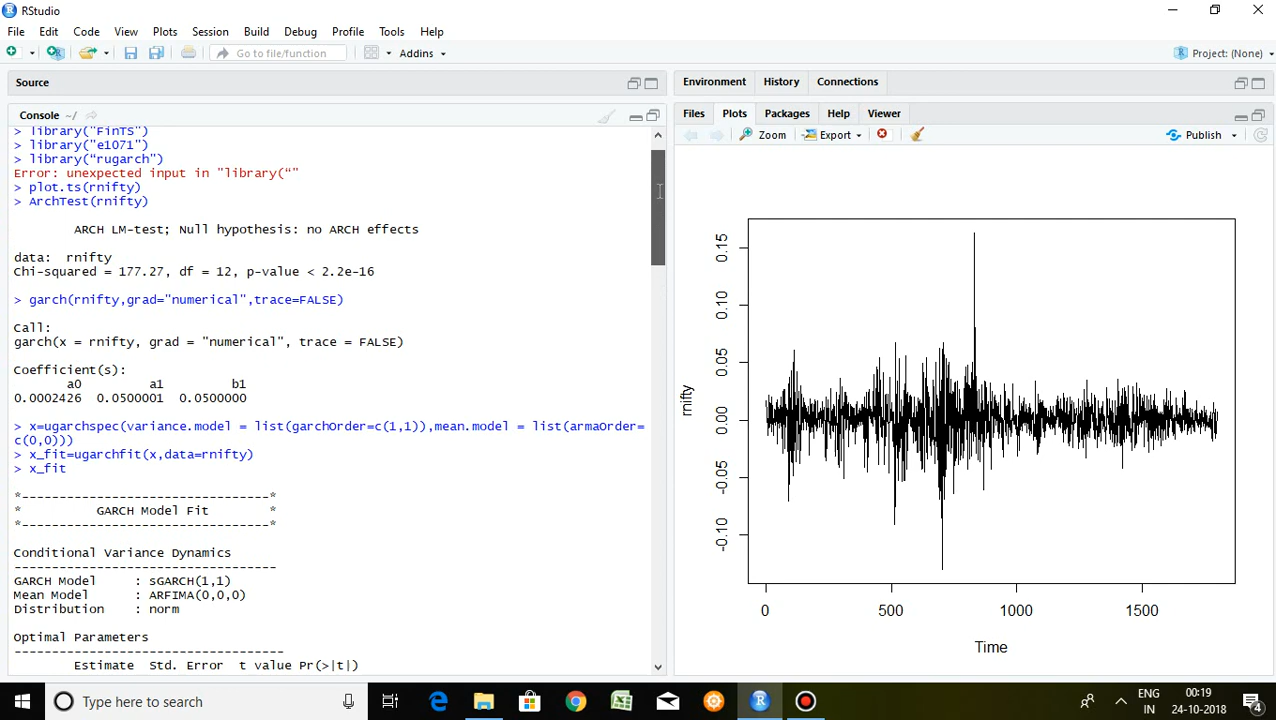 RStudio
File Edit Code View Plots Session Build Debug Profile Tools Help
Go to file/function Addins Project: (None)
Source
Console ~/
> library("FinTS")
> library("e1071")
> library(“rugarch")
Error: unexpected input in "library(“"
> plot.ts(rnifty)
> ArchTest(rnifty)
ARCH LM-test; Null hypothesis: no ARCH effects
data: rnifty
Chi-squared = 177.27, df = 12, p-value < 2.2e-16
> garch(rnifty,grad="numerical",trace=FALSE)
Call:
garch(x = rnifty, grad = "numerical", trace = FALSE)
Coefficient(s):
a0 a1 b1
0.0002426 0.0500001 0.0500000
> x=ugarchspec(variance.model = list(garchOrder=c(1,1)),mean.model = list(armaOrder=
c(0,0)))
> x_fit=ugarchfit(x,data=rnifty)
> x_fit
*---------------------------------*
* GARCH Model Fit *
*---------------------------------*
Conditional Variance Dynamics
-----------------------------------
GARCH Model : sGARCH(1,1)
Mean Model : ARFIMA(0,0,0)
Distribution : norm
Optimal Parameters
------------------------------------
Estimate Std. Error t value Pr(>|t|)
Environment History Connections
Files Plots Packages Help Viewer
Zoom Export Publish
rnifty
0.15
0.10
0.05
0.00
-0.05
-0.10
0 500 1000 1500
Time
Type here to search
ENG
IN
00:19
24-10-2018
4